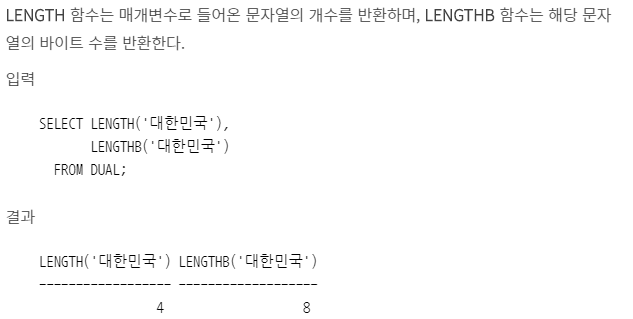 LENGTH 함수는 매개변수로 들어온 문자열의 개수를 반환하며, LENGTHB 함수는 해당 문자
열의 바이트 수를 반환한다.
입력
SELECT LENGTH('대한민국'),
       LENGTHB('대한민국')
  FROM DUAL;
결과
LENGTH('대한민국') LENGTHB('대한민국')
------------------ -------------------
                4                   8